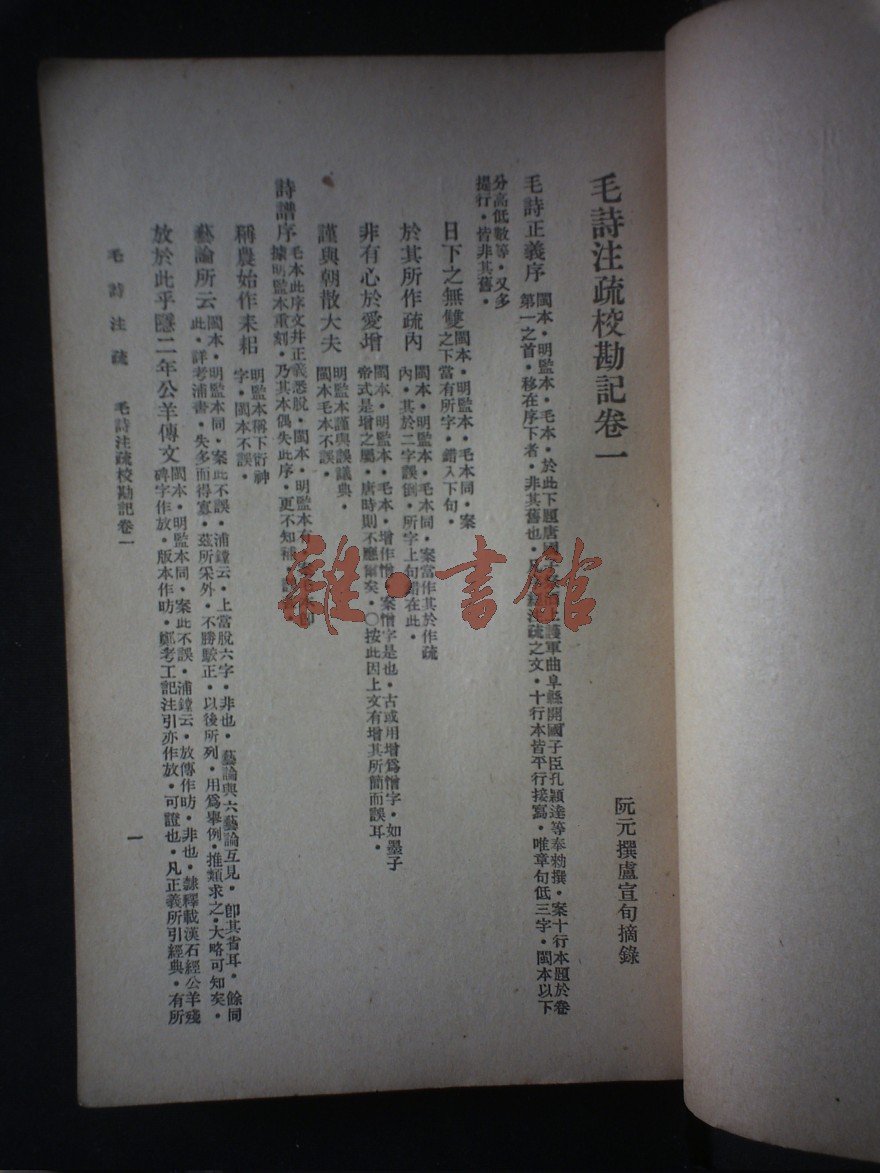 毛詩注疏校勘記卷一
阮元撰盧宣旬摘錄
毛詩正義序
閩本・明監本・毛本・於此下題唐國子 護軍曲阜縣開國子臣孔穎達等奉勑撰・案十行本題於卷
第一之首・移在序下者・非其舊也・ 注疏之文・十行本皆平行接寫・唯章句低三字・閩本以下
分高低數等・又多
提行・皆非其舊・
日下之無雙
閩本・明監本・毛本同・案
之下當有所字・錯入下句・
於其所作疏內
閩本・明監本・毛本同・案當作其於作疏
內・其於二字誤倒・所字上句錯在此・
非有心於愛增
閩本・明監本・毛本・增作憎・案憎字是也・古或用增爲憎字・如墨子
帝式是增之屬・唐時則不應爾矣・○按此因上文有增其所簡而誤耳・
謹與朝散大夫
明監本謹與誤議典・
閩本毛本不誤・
詩譜序
毛本此序文并正義悉脫・閩本・明監本有・
據明監本重刻・乃其本偶失此序・更不知補・
稱農始作耒耜
明監本稱下衍神
字・閩本不誤・
藝論所云
閩本・明監本同・案此不誤・浦鏜云・上當脫六字・非也・藝論與六藝論互見・卽其省耳・餘同
此・詳考浦書・失多而得寡・茲所采外・不勝駁正・以後所列・用爲舉例・推類求之・大略可知矣・
放於此乎隱二年公羊傳文
閩本・明監本同・案此不誤・浦鏜云・放傳作昉・非也・隸釋載漢石經公羊殘
碑字作放・版本作昉・鄭考工記注引亦作放・可證也・凡正義所引經典・有所
毛詩注疏 毛詩注疏校勘記卷一
一
雜・書館